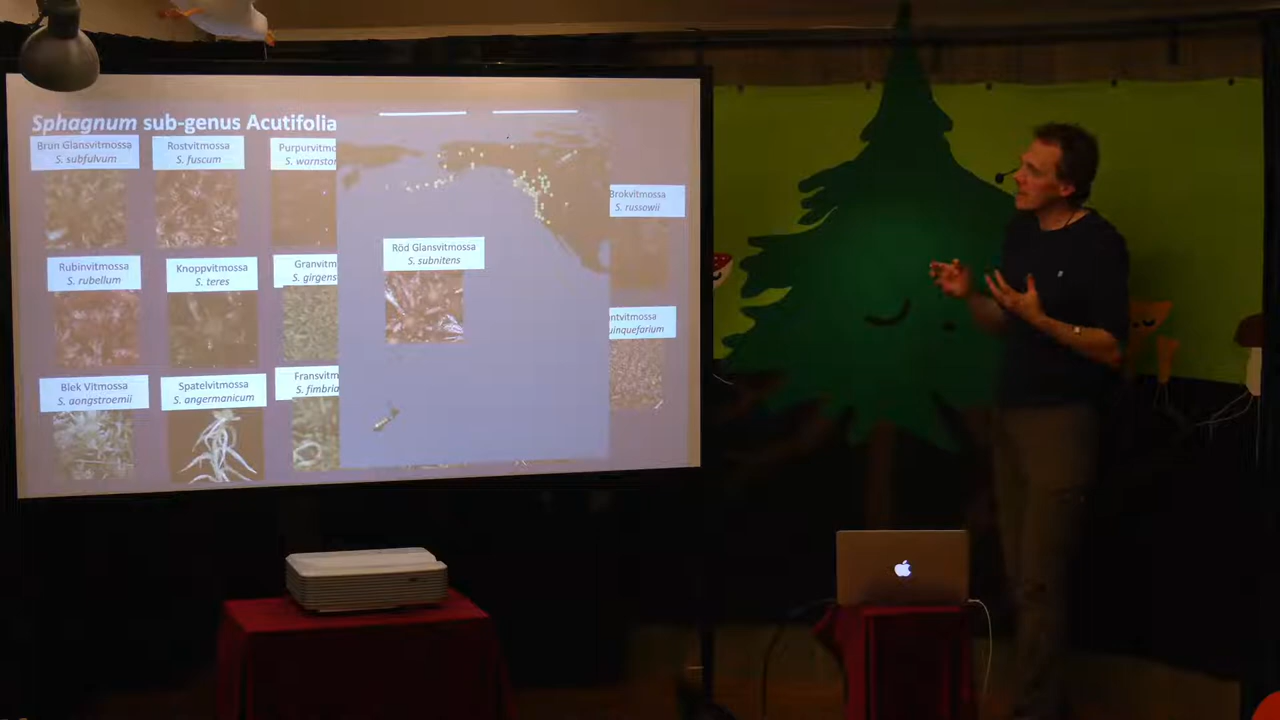 Sphagnum sub-genus Acutifolia
Brun Glansvitmossa
S. subfulvum
Rostvitmossa
S. fuscum
Purpurvitmo
S. warnstor
Brokvitmossa
S. russowii
Röd Glansvitmossa
S. subnitens
Rubinvitmossa
S. rubellum
Knoppvitmossa
S. teres
Granvitm
S. girgens
ntvitmossa
uinquefarium
Blek Vitmossa
S. aongstroemii
Spatelvitmossa
S. angermanicum
Fransvitm
S. fimbria